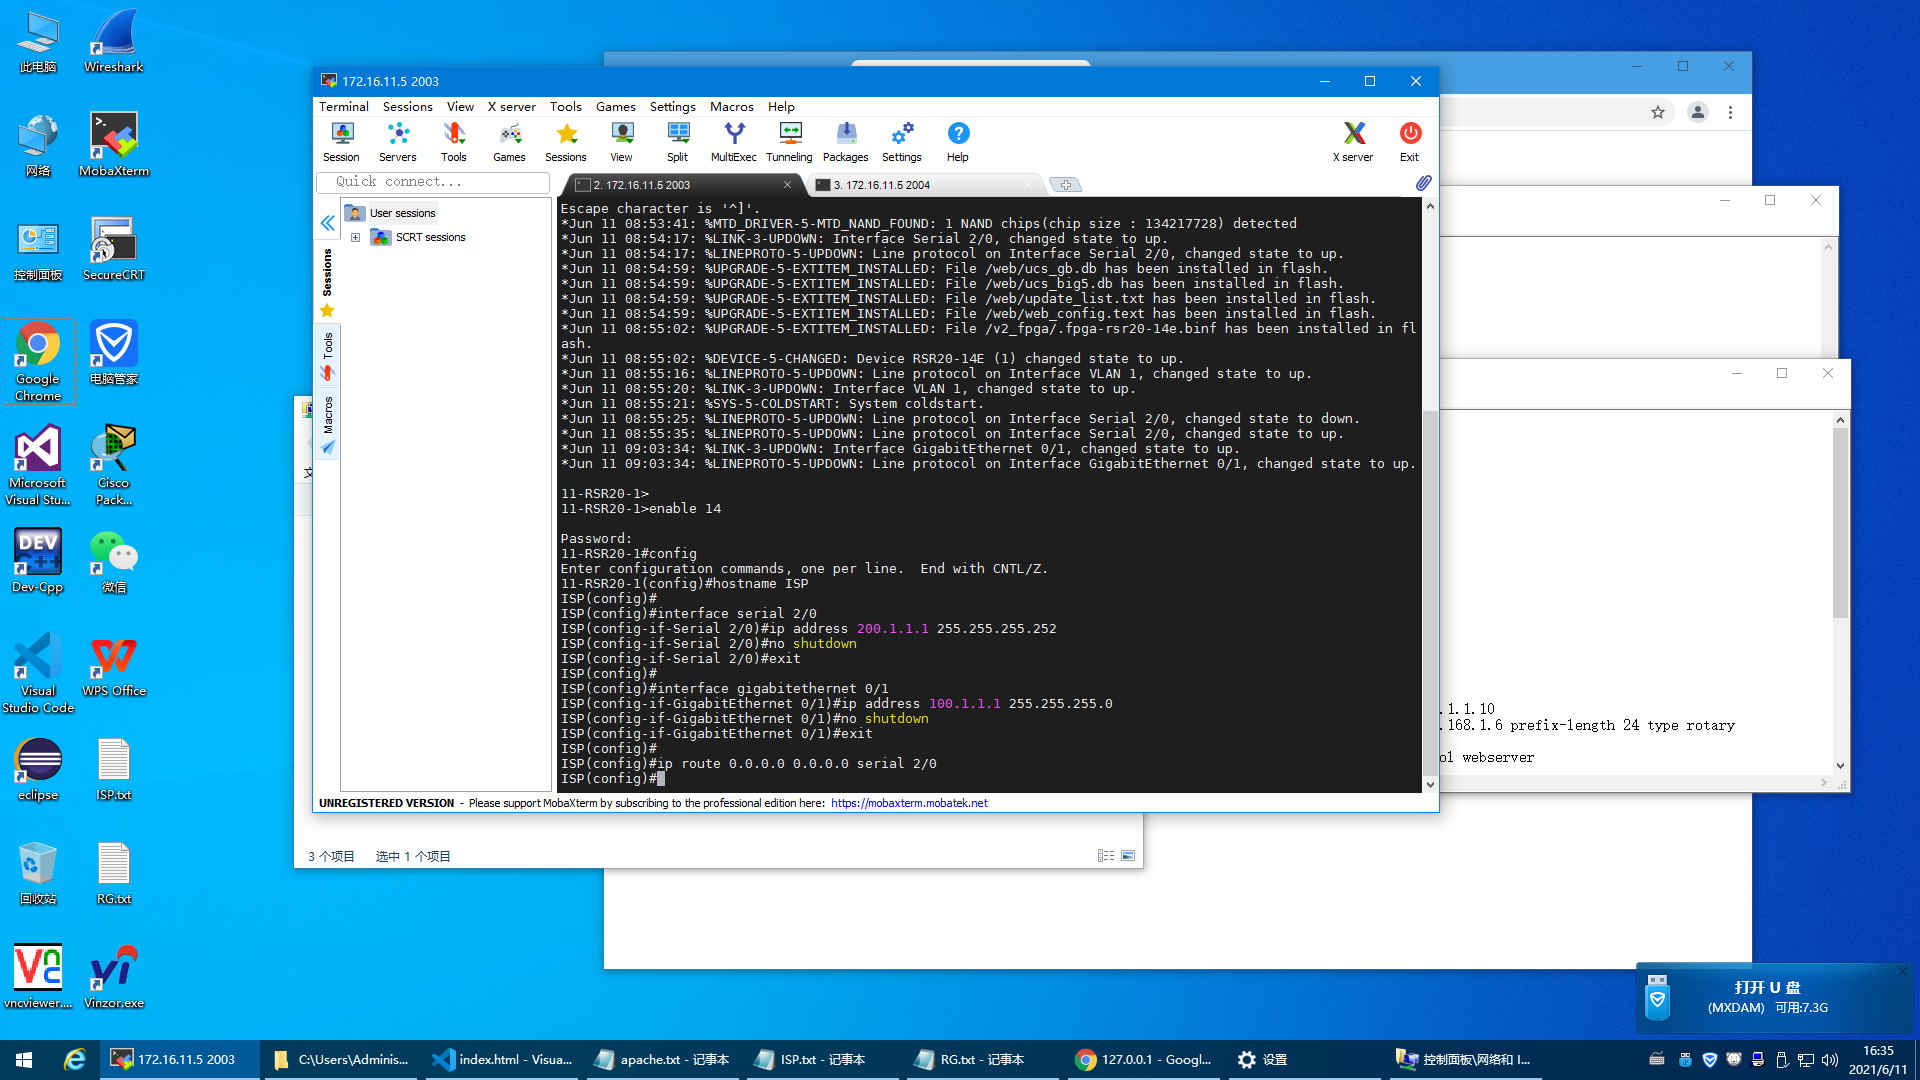 此电脑
Wireshark
网络
MobaXterm
控制面板
SecureCRT
Google
Chrome
电脑管家
Microsoft
Visual Stu...
Cisco
Pack...
Dev-Cpp
微信
Visual
Studio Code
WPS Office
eclipse
ISP.txt
回收站
RG.txt
vncviewer....
Vinzor.exe
172.16.11.5 2003
Terminal Sessions View X server Tools Games Settings Macros Help
Session Servers Tools Games Sessions View Split MultiExec Tunneling Packages Settings Help X server Exit
Quick connect...
2. 172.16.11.5 2003
3. 172.16.11.5 2004
User sessions
SCRT sessions
Sessions
Tools
Macros
Escape character is '^]'.
*Jun 11 08:53:41: %MTD_DRIVER-5-MTD_NAND_FOUND: 1 NAND chips(chip size : 134217728) detected
*Jun 11 08:54:17: %LINK-3-UPDOWN: Interface Serial 2/0, changed state to up.
*Jun 11 08:54:17: %LINEPROTO-5-UPDOWN: Line protocol on Interface Serial 2/0, changed state to up.
*Jun 11 08:54:59: %UPGRADE-5-EXTITEM_INSTALLED: File /web/ucs_gb.db has been installed in flash.
*Jun 11 08:54:59: %UPGRADE-5-EXTITEM_INSTALLED: File /web/ucs_big5.db has been installed in flash.
*Jun 11 08:54:59: %UPGRADE-5-EXTITEM_INSTALLED: File /web/update_list.txt has been installed in flash.
*Jun 11 08:54:59: %UPGRADE-5-EXTITEM_INSTALLED: File /web/web_config.text has been installed in flash.
*Jun 11 08:55:02: %UPGRADE-5-EXTITEM_INSTALLED: File /v2_fpga/.fpga-rsr20-14e.binf has been installed in fl
ash.
*Jun 11 08:55:02: %DEVICE-5-CHANGED: Device RSR20-14E (1) changed state to up.
*Jun 11 08:55:16: %LINEPROTO-5-UPDOWN: Line protocol on Interface VLAN 1, changed state to up.
*Jun 11 08:55:20: %LINK-3-UPDOWN: Interface VLAN 1, changed state to up.
*Jun 11 08:55:21: %SYS-5-COLDSTART: System coldstart.
*Jun 11 08:55:25: %LINEPROTO-5-UPDOWN: Line protocol on Interface Serial 2/0, changed state to down.
*Jun 11 08:55:35: %LINEPROTO-5-UPDOWN: Line protocol on Interface Serial 2/0, changed state to up.
*Jun 11 09:03:34: %LINK-3-UPDOWN: Interface GigabitEthernet 0/1, changed state to up.
*Jun 11 09:03:34: %LINEPROTO-5-UPDOWN: Line protocol on Interface GigabitEthernet 0/1, changed state to up.
11-RSR20-1>
11-RSR20-1>enable 14
Password:
11-RSR20-1#config
Enter configuration commands, one per line.  End with CNTL/Z.
11-RSR20-1(config)#hostname ISP
ISP(config)#
ISP(config)#interface serial 2/0
ISP(config-if-Serial 2/0)#ip address 200.1.1.1 255.255.255.252
ISP(config-if-Serial 2/0)#no shutdown
ISP(config-if-Serial 2/0)#exit
ISP(config)#
ISP(config)#interface gigabitethernet 0/1
ISP(config-if-GigabitEthernet 0/1)#ip address 100.1.1.1 255.255.255.0
ISP(config-if-GigabitEthernet 0/1)#no shutdown
ISP(config-if-GigabitEthernet 0/1)#exit
ISP(config)#
ISP(config)#ip route 0.0.0.0 0.0.0.0 serial 2/0
ISP(config)#
UNREGISTERED VERSION - Please support MobaXterm by subscribing to the professional edition here: https://mobaxterm.mobatek.net
.1.1.10
.168.1.6 prefix-length 24 type rotary
ol webserver
3 个项目 选中 1 个项目
打开 U 盘
(MXDAM) 可用:7.3G
172.16.11.5 2003
C:\Users\Adminis...
index.html - Visua...
apache.txt - 记事本
ISP.txt - 记事本
RG.txt - 记事本
127.0.0.1 - Googl...
设置
控制面板\网络和 I...
16:35
2021/6/11